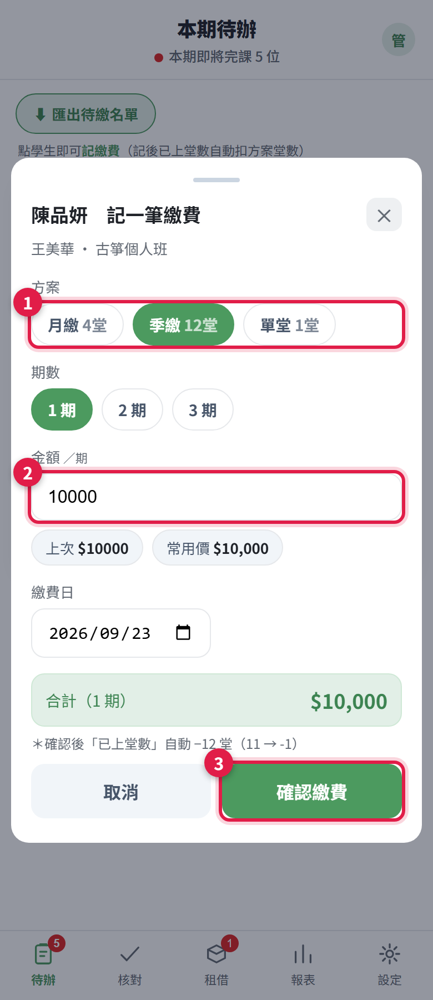 本期待辦
本期即將完課 5 位
管
⬇ 匯出待繳名單
點學生即可記繳費（記後已上堂數自動扣方案堂數）
陳品妍　記一筆繳費
王美華 · 古箏個人班
方案
1
月繳 4堂
季繳 12堂
單堂 1堂
期數
1 期
2 期
3 期
金額 ／期
2
10000
上次 $10000
常用價 $10,000
繳費日
2026/09/23
合計（1 期）
$10,000
＊確認後「已上堂數」自動 −12 堂（11 → -1）
3
取消
確認繳費
5
1
待辦
核對
租借
報表
設定